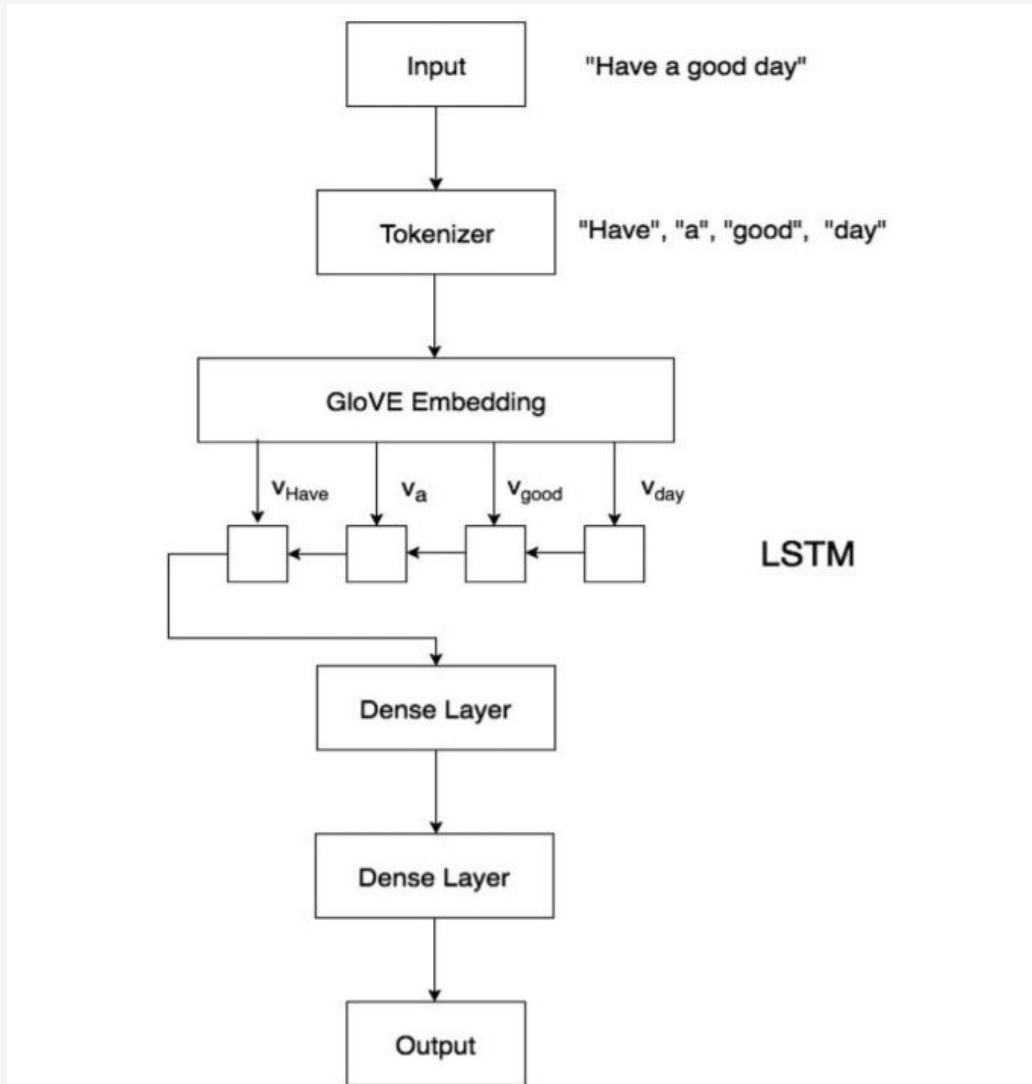 Input
"Have a good day"
Tokenizer
"Have", "a", "good", "day"
GloVE Embedding
vHave
va
vgood
vday
LSTM
Dense Layer
Dense Layer
Output